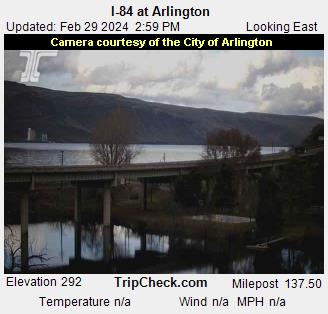 I-84 at Arlington
Updated: Feb 29 2024 2:59 PM Looking East
Camera courtesy of the City of Arlington
Elevation 292 TripCheck.com Milepost 137.50
Temperature n/a Wind n/a MPH n/a